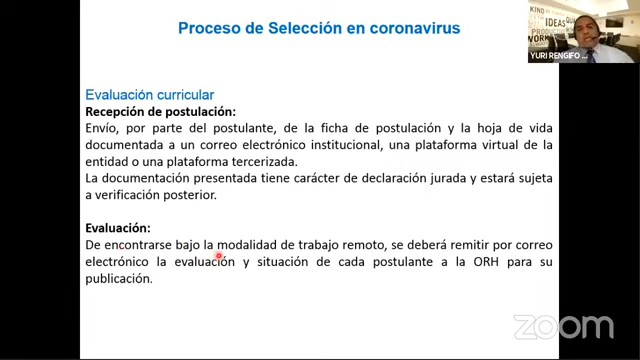 Proceso de Selección en coronavirus
KIND
IDEAS
WORK
YURI RENGIFO ...
Evaluación curricular
Recepción de postulación:
Envío, por parte del postulante, de la ficha de postulación y la hoja de vida
documentada a un correo electrónico institucional, una plataforma virtual de la
entidad o una plataforma tercerizada.
La documentación presentada tiene carácter de declaración jurada y estará sujeta
a verificación posterior.
Evaluación:
De encontrarse bajo la modalidad de trabajo remoto, se deberá remitir por correo
electrónico la evaluación y situación de cada postulante a la ORH para su
publicación.
zoom